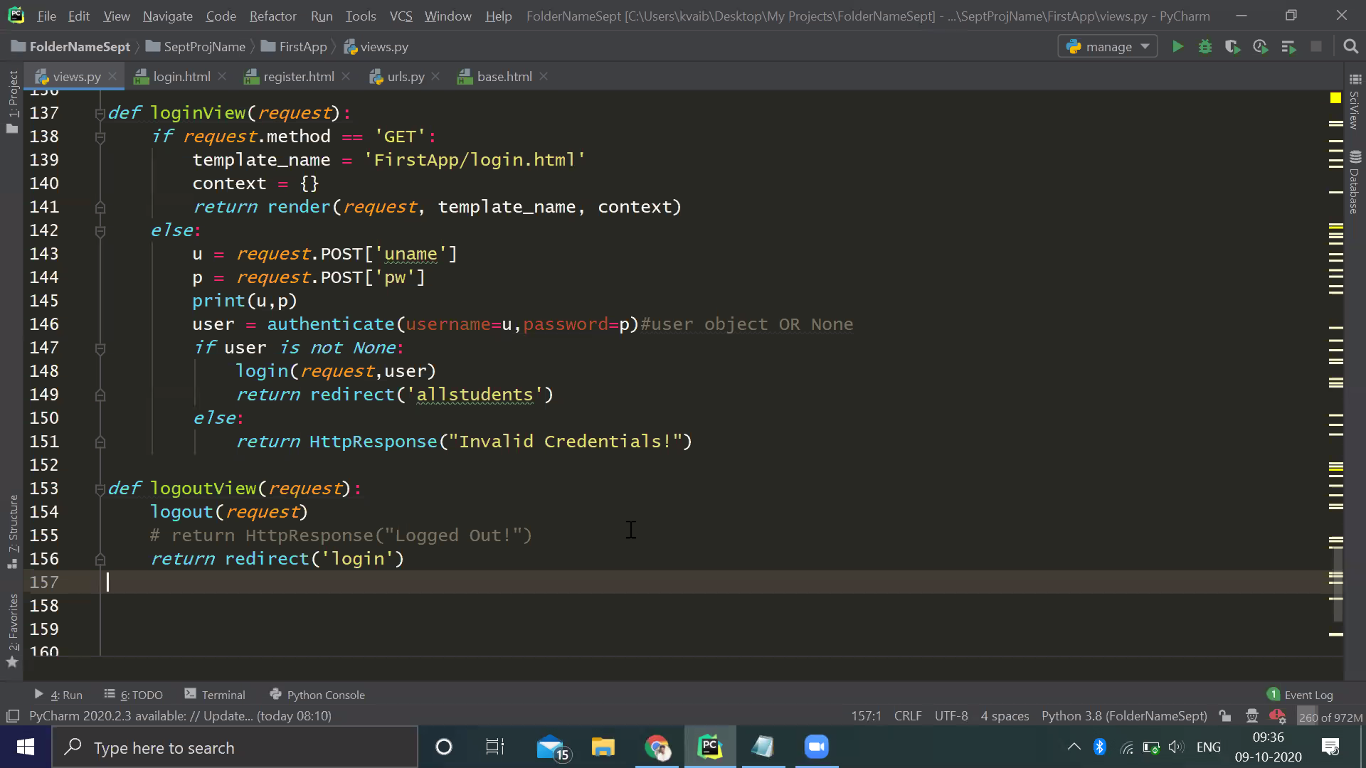 File Edit View Navigate Code Refactor Run Tools VCS Window Help FolderNameSept [C:\Users\kvaib\Desktop\My Projects\FolderNameSept] - ...\SeptProjName\FirstApp\views.py - PyCharm
FolderNameSept SeptProjName FirstApp views.py manage
views.py login.html register.html urls.py base.html
1: Project
SciView
Database
7: Structure
2: Favorites
136
137 def loginView(request):
138 if request.method == 'GET':
139 template_name = 'FirstApp/login.html'
140 context = {}
141 return render(request, template_name, context)
142 else:
143 u = request.POST['uname']
144 p = request.POST['pw']
145 print(u,p)
146 user = authenticate(username=u,password=p)#user object OR None
147 if user is not None:
148 login(request,user)
149 return redirect('allstudents')
150 else:
151 return HttpResponse("Invalid Credentials!")
152
153 def logoutView(request):
154 logout(request)
155 # return HttpResponse("Logged Out!")
156 return redirect('login')
157
158
159
160
4: Run 6: TODO Terminal Python Console 1 Event Log
PyCharm 2020.2.3 available: // Update... (today 08:10) 157:1 CRLF UTF-8 4 spaces Python 3.8 (FolderNameSept) 260 of 972M
Type here to search 15 PC ENG 09:36
09-10-2020